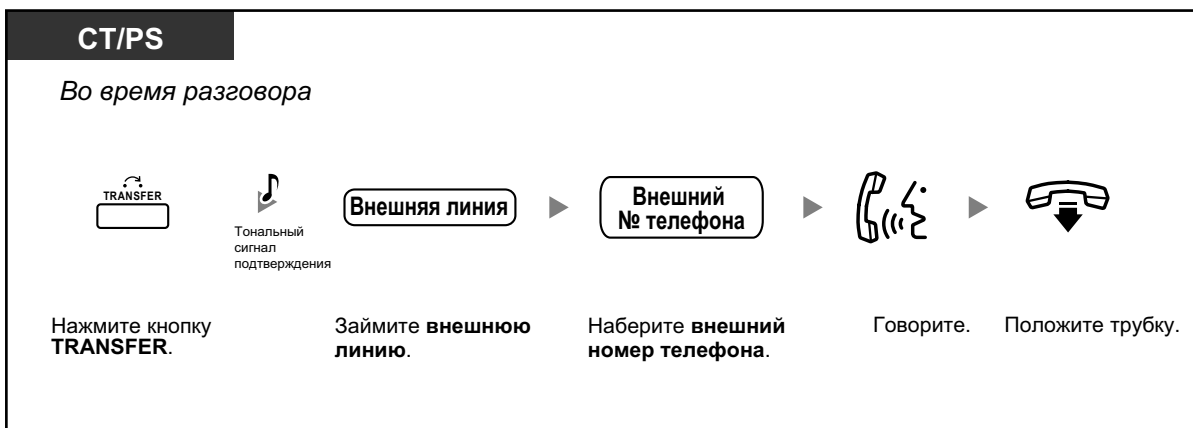 CT/PS
Во время разговора
TRANSFER
Тональный
сигнал
подтверждения
Внешняя линия
Внешний
№ телефона
Нажмите кнопку
TRANSFER.
Займите внешнюю
линию.
Наберите внешний
номер телефона.
Говорите.
Положите трубку.